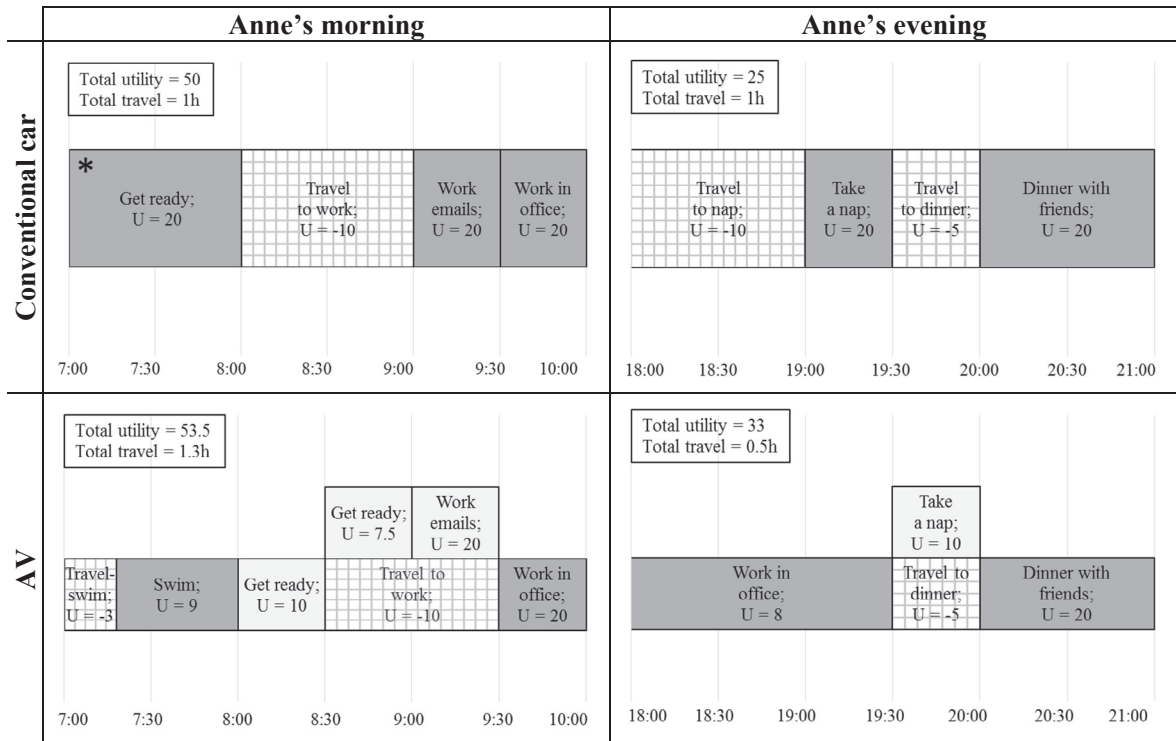 Anne’s morning
Anne’s evening
Conventional car
Total utility = 50
Total travel = 1h
*
Get ready;
U = 20
Travel
to work;
U = -10
Work
emails;
U = 20
Work in
office;
U = 20
7:00 7:30 8:00 8:30 9:00 9:30 10:00
Total utility = 25
Total travel = 1h
Travel
to nap;
U = -10
Take
a nap;
U = 20
Travel
to dinner;
U = -5
Dinner with
friends;
U = 20
18:00 18:30 19:00 19:30 20:00 20:30 21:00
AV
Total utility = 53.5
Total travel = 1.3h
Get ready;
U = 7.5
Work
emails;
U = 20
Travel-
swim;
U = -3
Swim;
U = 9
Get ready;
U = 10
Travel to
work;
U = -10
Work in
office;
U = 20
7:00 7:30 8:00 8:30 9:00 9:30 10:00
Total utility = 33
Total travel = 0.5h
Take
a nap;
U = 10
Work in
office;
U = 8
Travel to
dinner;
U = -5
Dinner with
friends;
U = 20
18:00 18:30 19:00 19:30 20:00 20:30 21:00